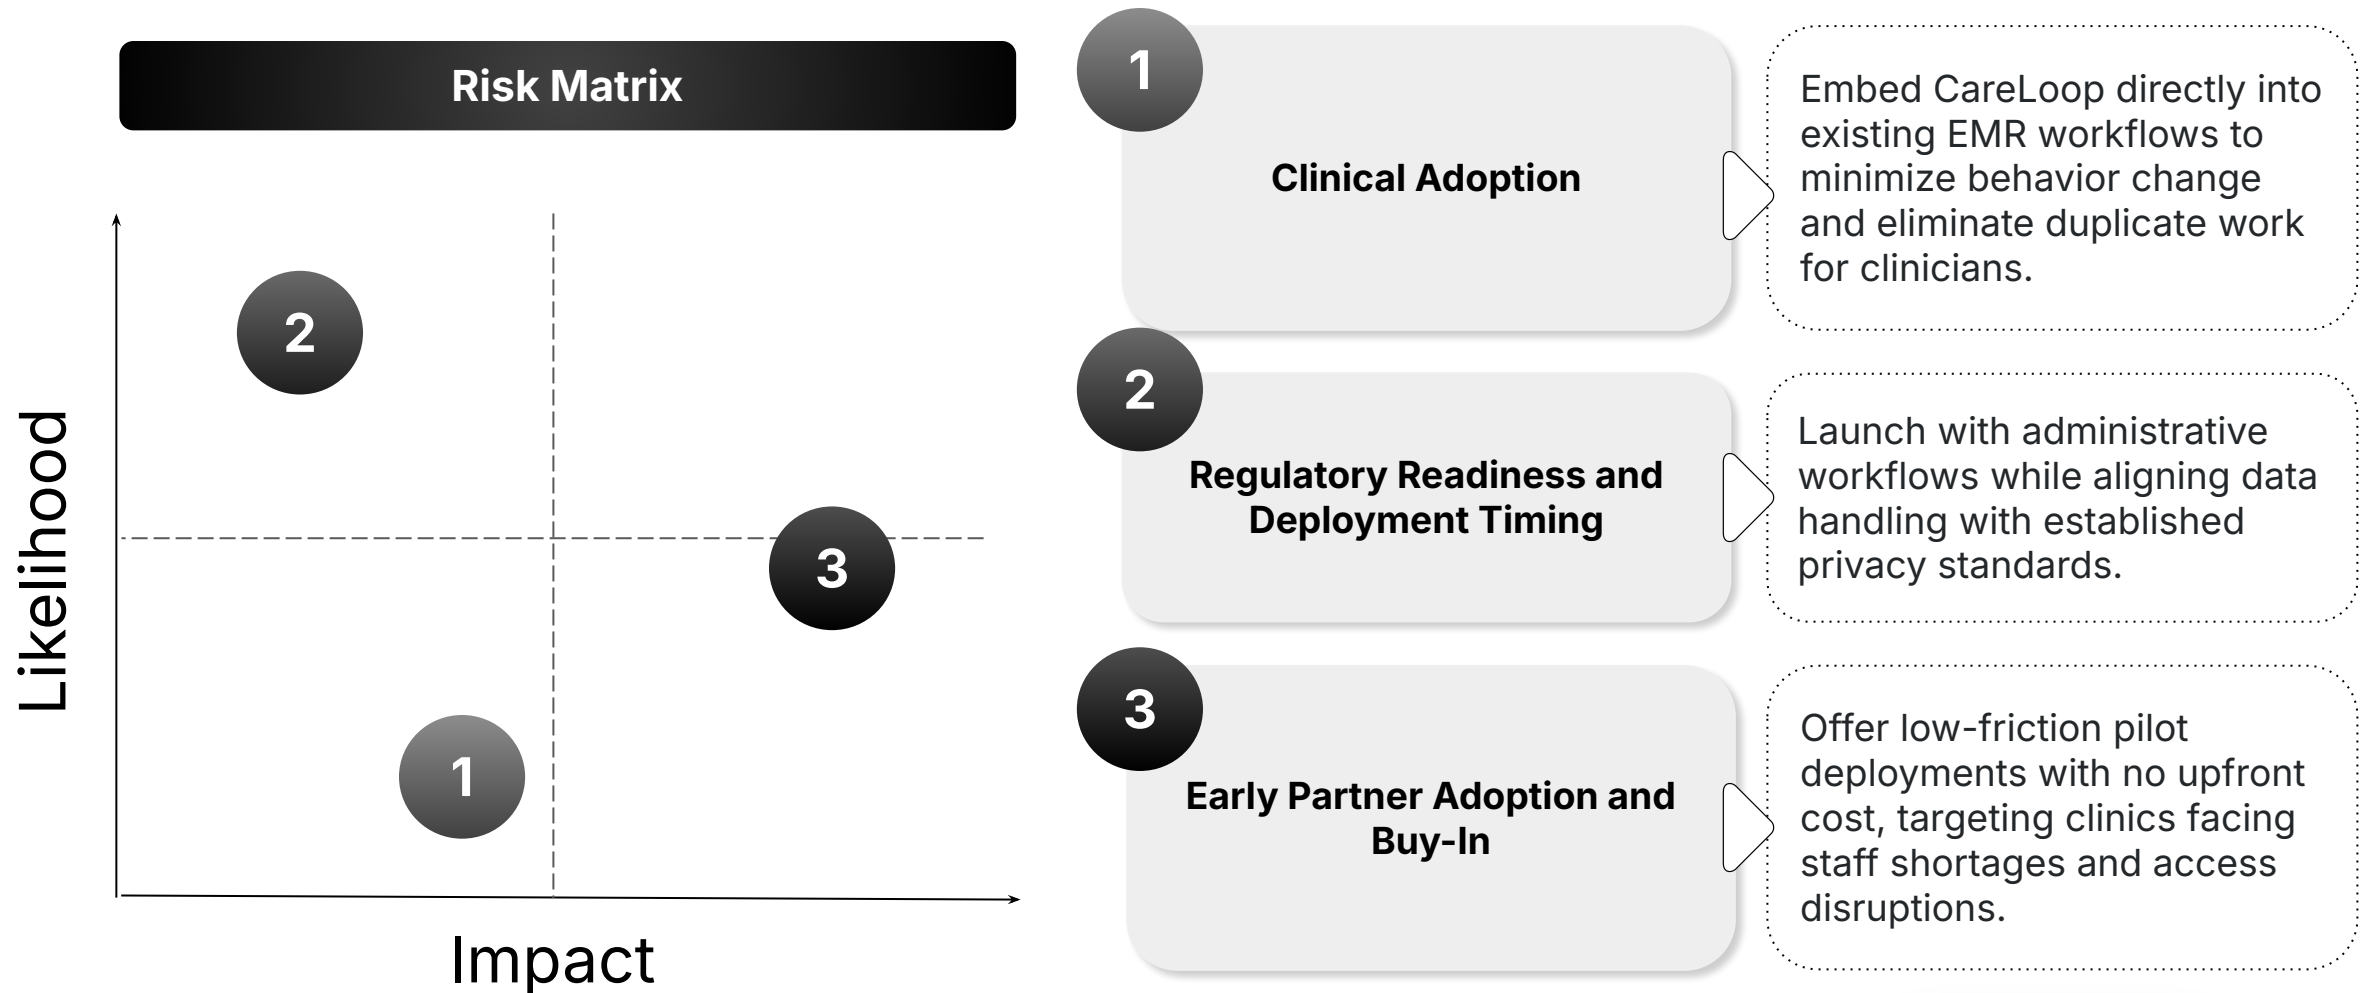 Risk Matrix
Likelihood
2
3
1
Impact
1
Clinical Adoption
Embed CareLoop directly into
existing EMR workflows to
minimize behavior change
and eliminate duplicate work
for clinicians.
2
Regulatory Readiness and
Deployment Timing
Launch with administrative
workflows while aligning data
handling with established
privacy standards.
3
Early Partner Adoption and
Buy-In
Offer low-friction pilot
deployments with no upfront
cost, targeting clinics facing
staff shortages and access
disruptions.